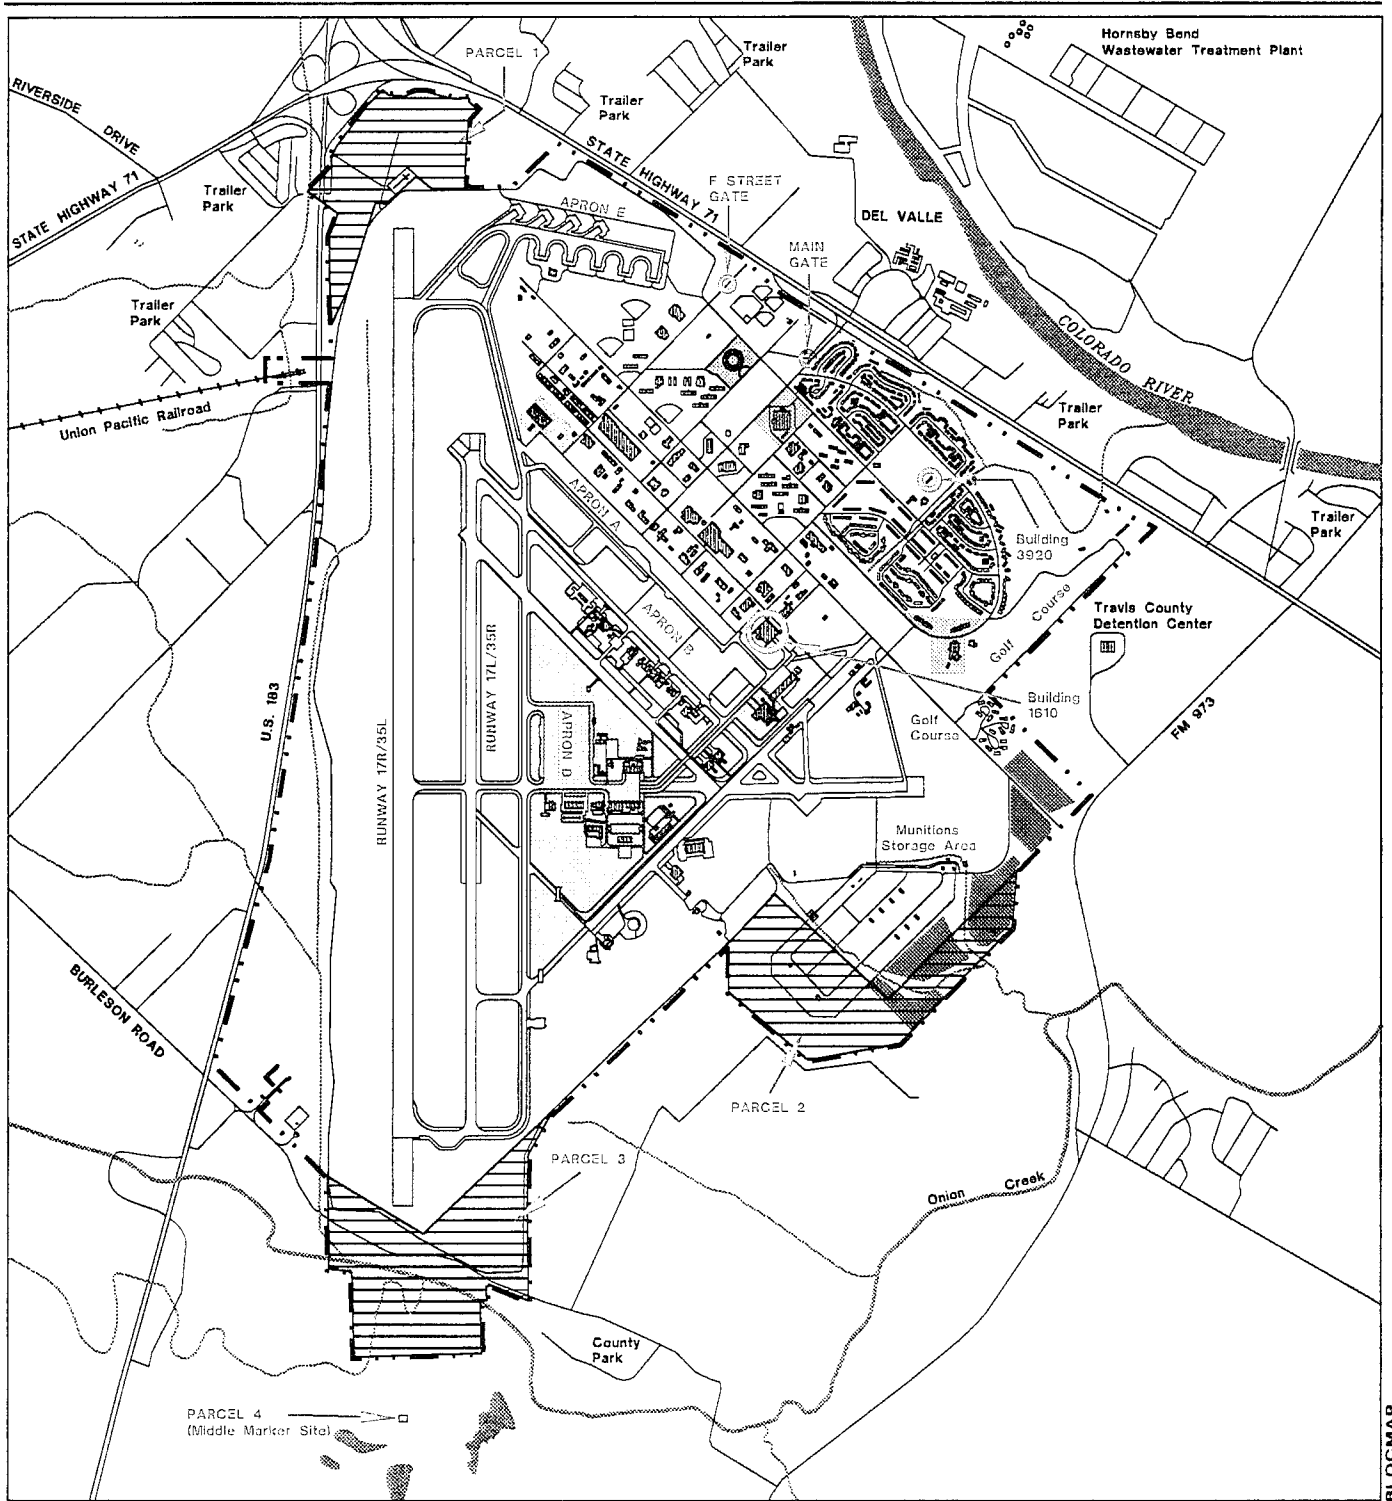 Hornsby Bend
Wastewater Treatment Plant
PARCEL 1
Trailer
Park
Trailer
Park
RIVERSIDE
DRIVE
STATE HIGHWAY 71
STATE HIGHWAY 71
Trailer
Park
F STREET
GATE
APRON E
DEL VALLE
MAIN
GATE
Trailer
Park
COLORADO RIVER
Union Pacific Railroad
Trailer
Park
APRON A
Trailer
Park
Building
3920
Golf Course
Travis County
Detention Center
APRON B
RUNWAY 17L/35R
U.S. 183
RUNWAY 17R/35L
APRON D
Building
1610
Golf
Course
FM 973
Munitions
Storage Area
BURLESON ROAD
PARCEL 2
PARCEL 3
Onion Creek
County
Park
PARCEL 4
(Middle Marker Site)